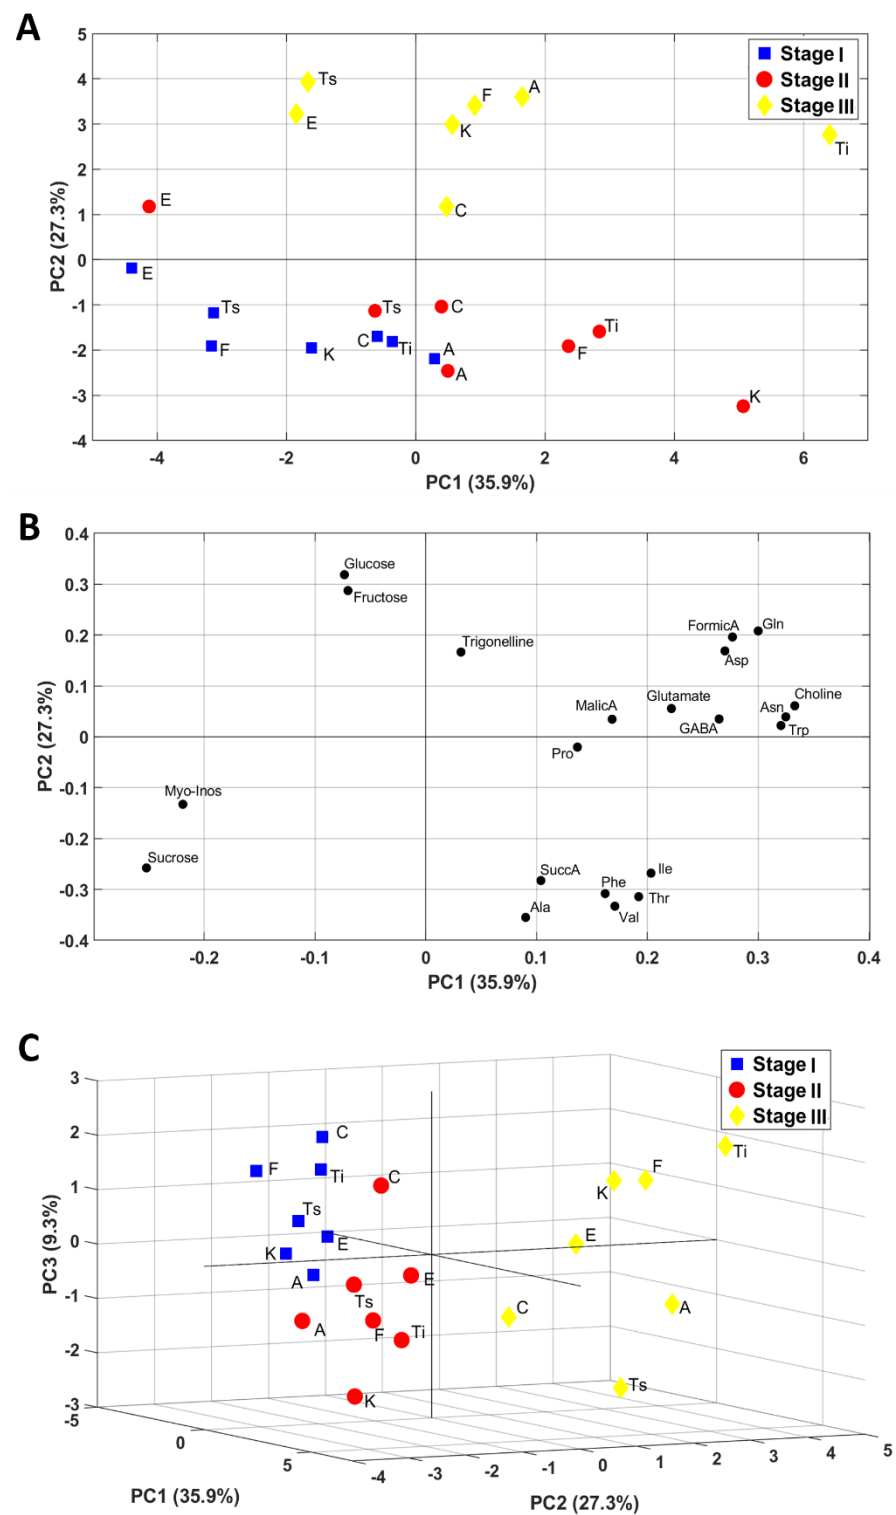 A
5
4
3
2
1
0
-1
-2
-3
-4
PC2 (27.3%)
Stage I
Stage II
Stage III
Ts
E
F
A
K
Ti
C
E
E
Ts
F
K
C
Ti
A
Ts
C
A
F
Ti
K
-4 -2 0 2 4 6
PC1 (35.9%)
B
0.4
0.3
0.2
0.1
0
-0.1
-0.2
-0.3
-0.4
PC2 (27.3%)
Glucose
Fructose
Trigonelline
FormicA
Gln
Asp
MalicA
Glutamate
GABA
Asn
Choline
Trp
Pro
Myo-Inos
Sucrose
SuccA
Ala
Phe
Val
Ile
Thr
-0.2 -0.1 0 0.1 0.2 0.3 0.4
PC1 (35.9%)
C
3
2
1
0
-1
-2
-3
PC3 (9.3%)
Stage I
Stage II
Stage III
C
F
Ti
C
Ts
E
K
A
Ti
F
K
E
E
Ts
A
F
Ti
K
C
A
Ts
-5
0
5
PC1 (35.9%)
-4 -3 -2 -1 0 1 2 3 4 5
PC2 (27.3%)